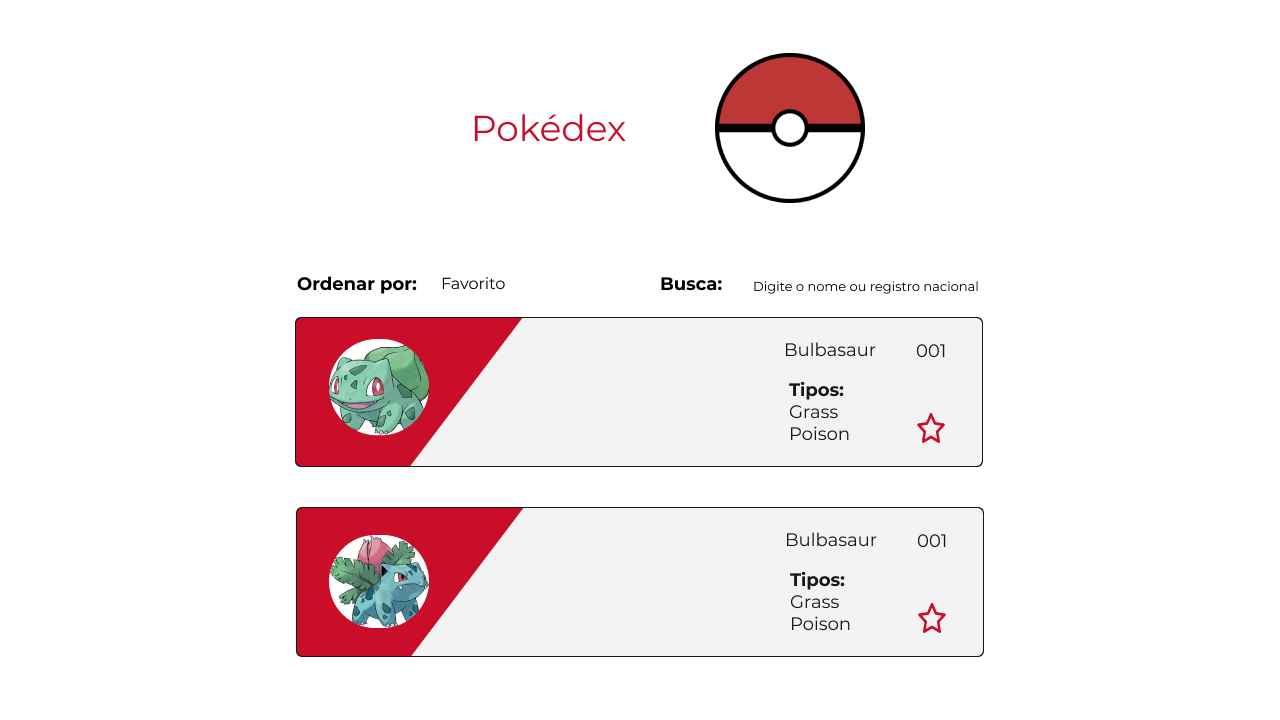 Pokédex
Ordenar por: Favorito
Busca: Digite o nome ou registro nacional
Bulbasaur 001
Tipos:
Grass
Poison
Bulbasaur 001
Tipos:
Grass
Poison